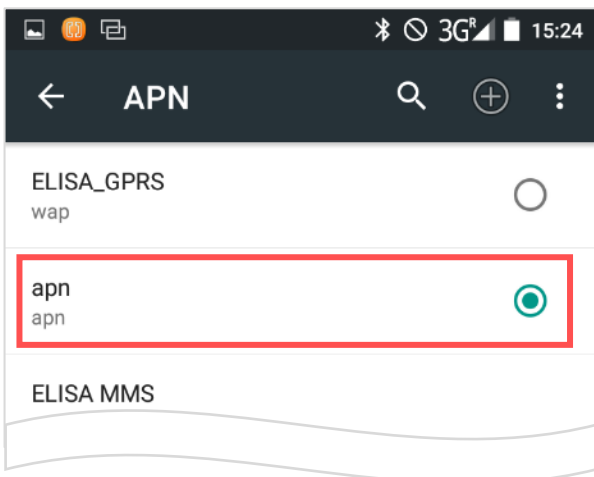 3G R 15:24
APN
ELISA_GPRS
wap
apn
apn
ELISA MMS